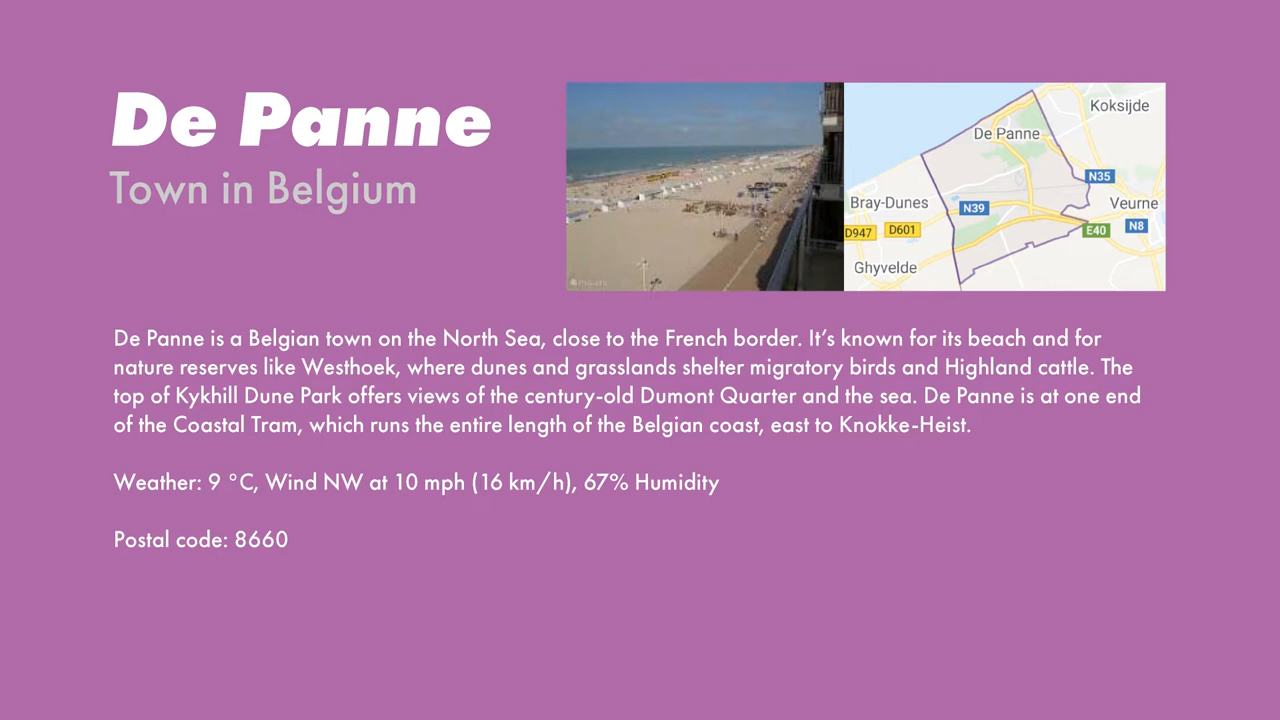 De Panne
Town in Belgium
De Panne
Koksijde
N35
Bray-Dunes
N39
Veurne
D947
D601
E40
N8
Ghyvelde
De Panne is a Belgian town on the North Sea, close to the French border. It’s known for its beach and for
nature reserves like Westhoek, where dunes and grasslands shelter migratory birds and Highland cattle. The
top of Kykhill Dune Park offers views of the century-old Dumont Quarter and the sea. De Panne is at one end
of the Coastal Tram, which runs the entire length of the Belgian coast, east to Knokke-Heist.
Weather: 9 °C, Wind NW at 10 mph (16 km/h), 67% Humidity
Postal code: 8660